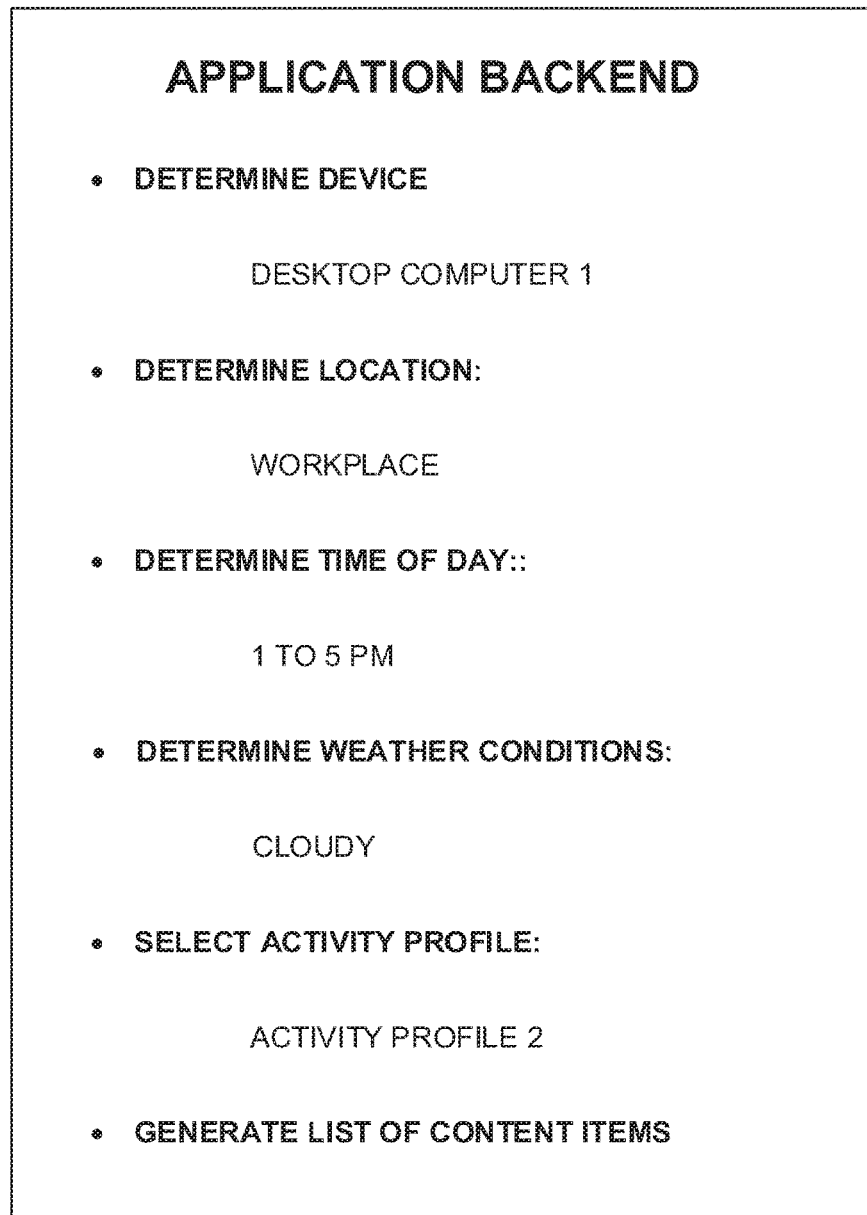 APPLICATION BACKEND
• DETERMINE DEVICE
DESKTOP COMPUTER 1
• DETERMINE LOCATION:
WORKPLACE
• DETERMINE TIME OF DAY::
1 TO 5 PM
• DETERMINE WEATHER CONDITIONS:
CLOUDY
• SELECT ACTIVITY PROFILE:
ACTIVITY PROFILE 2
• GENERATE LIST OF CONTENT ITEMS